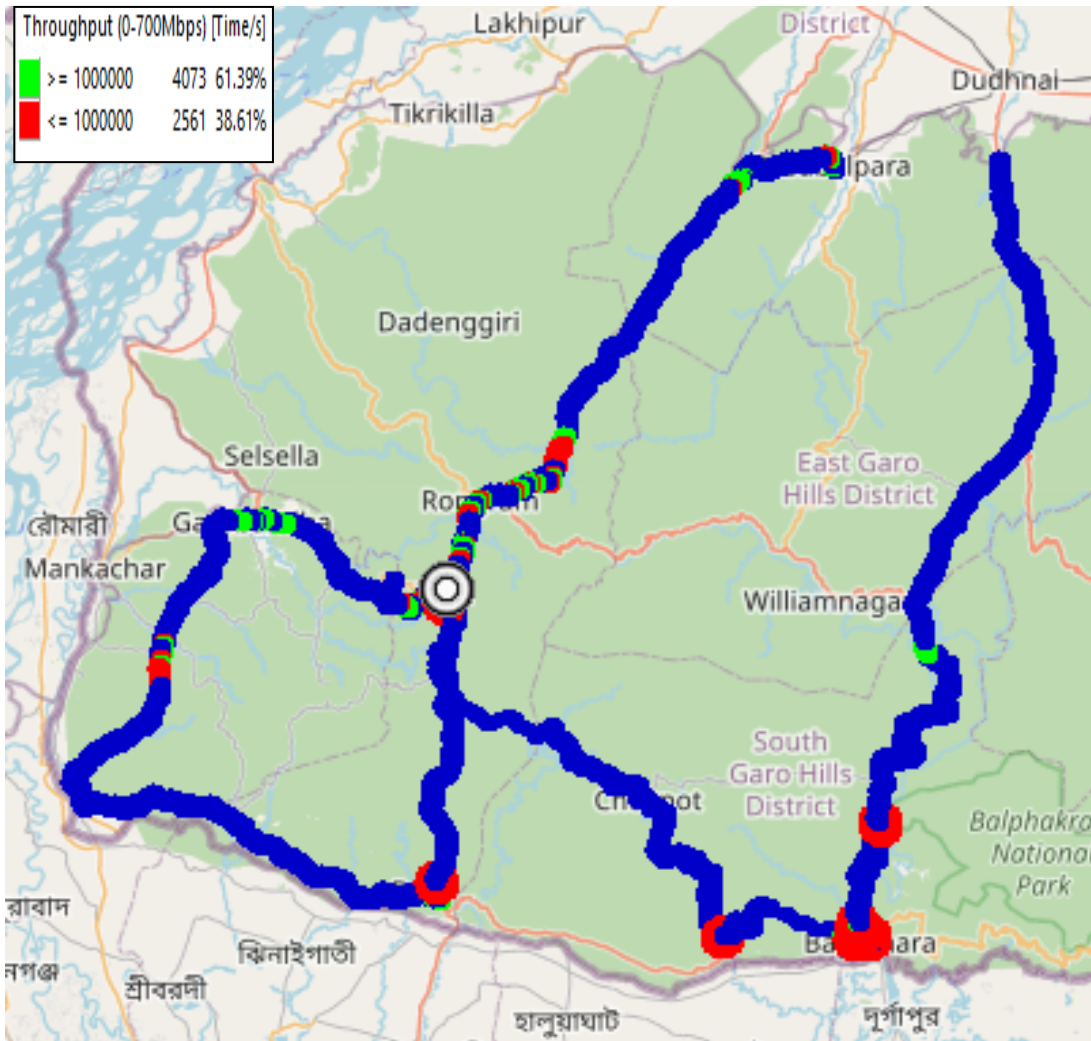 Throughput (0-700Mbps) [Time/s]
>= 1000000 4073 61.39%
<= 1000000 2561 38.61%
Lakhipur
District
Dudhnai
Tikrikilla
lpara
Dadenggiri
Selsella
East Garo
Hills District
রৌমারী
Mankachar
Williamnaga
South
Garo Hills
District
Balphakra
National
Park
রাবাদ
নগঞ্জ
ঝিনাইগাতী
শ্রীবরদী
হালুয়াঘাট
দুর্গাপুর